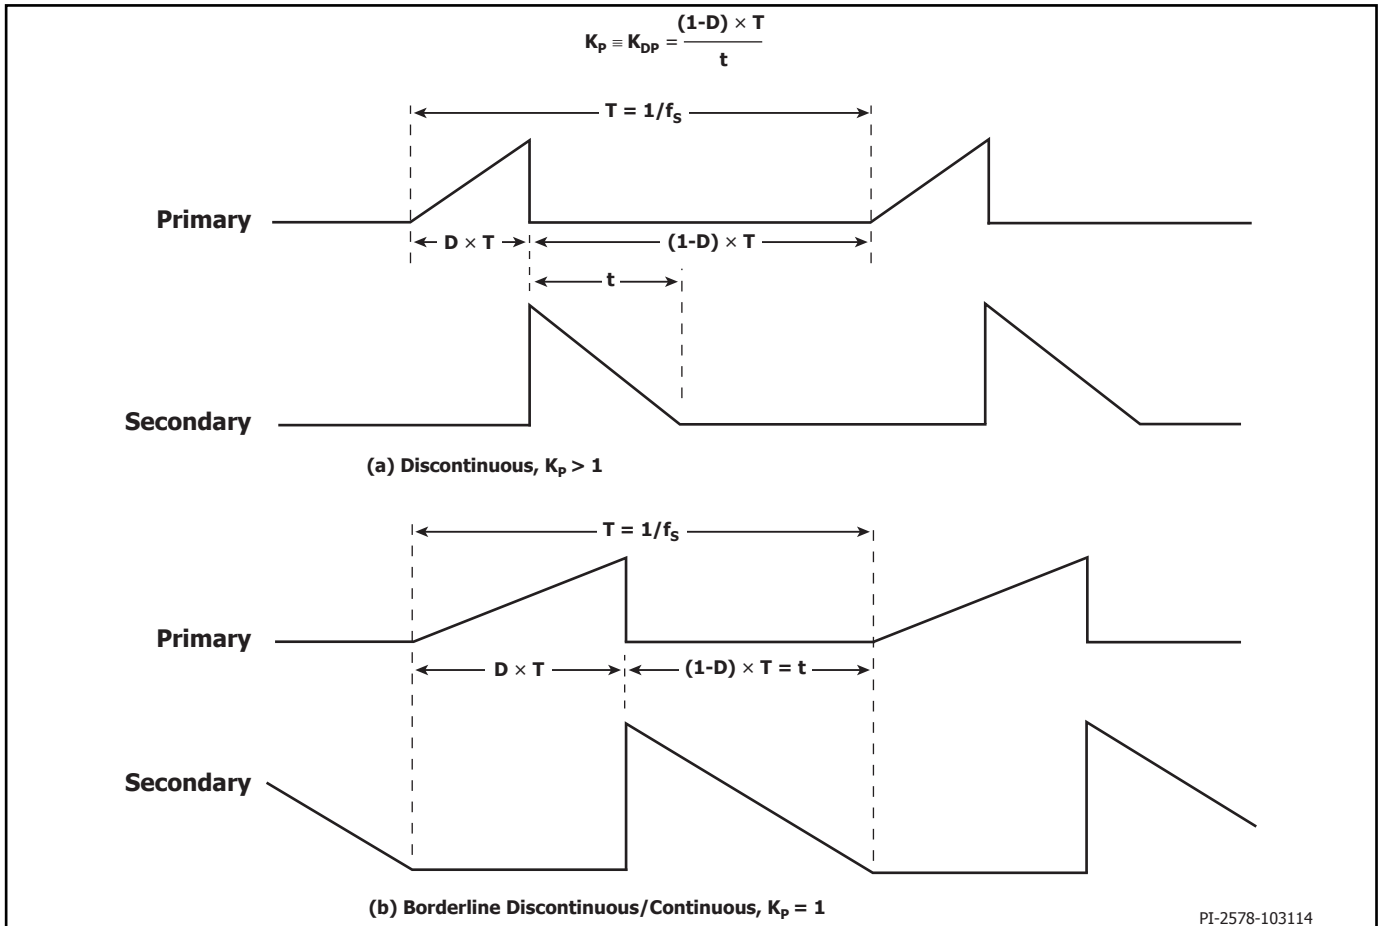 K_P ≡ K_DP = (1-D) × T / t
T = 1/f_S
Primary
D × T
(1-D) × T
t
Secondary
(a) Discontinuous, K_P > 1
T = 1/f_S
Primary
D × T
(1-D) × T = t
Secondary
(b) Borderline Discontinuous/Continuous, K_P = 1
PI-2578-103114